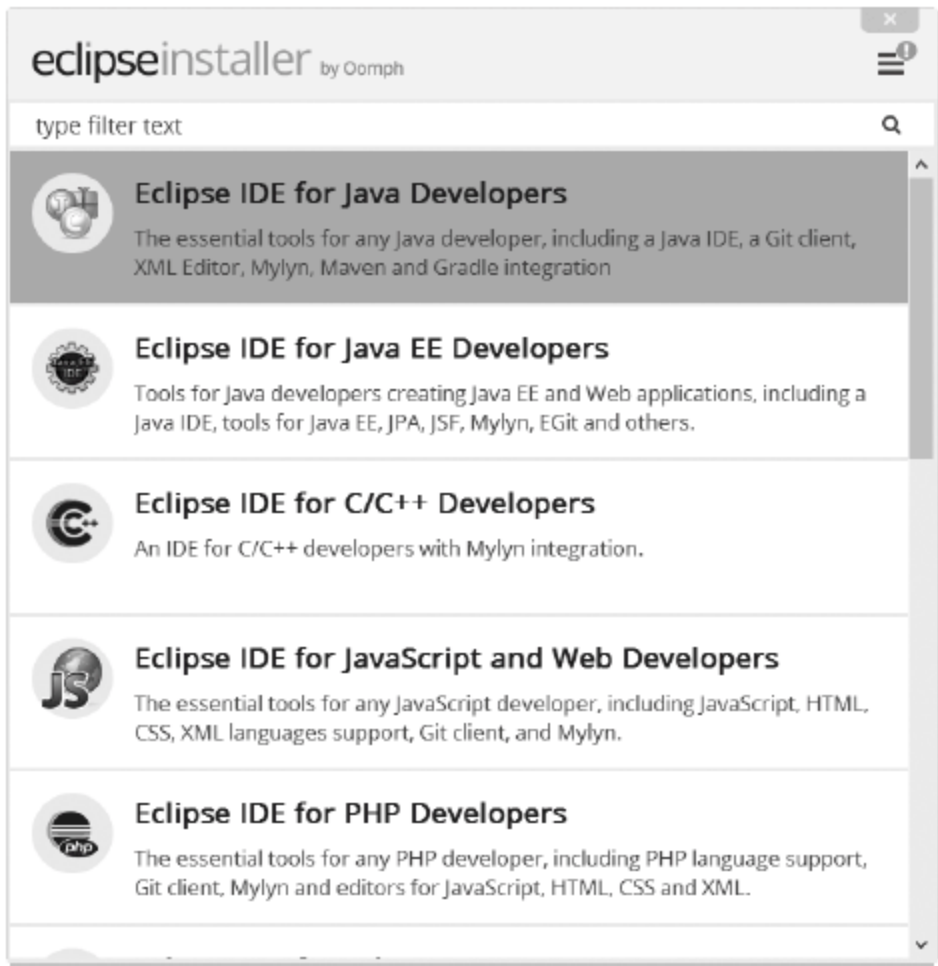 eclipseinstaller by Oomph
type filter text
Eclipse IDE for Java Developers
The essential tools for any Java developer, including a Java IDE, a Git client,
XML Editor, Mylyn, Maven and Gradle integration
Eclipse IDE for Java EE Developers
Tools for Java developers creating Java EE and Web applications, including a
Java IDE, tools for Java EE, JPA, JSF, Mylyn, EGit and others.
Eclipse IDE for C/C++ Developers
An IDE for C/C++ developers with Mylyn integration.
Eclipse IDE for JavaScript and Web Developers
JS
The essential tools for any JavaScript developer, including JavaScript, HTML,
CSS, XML languages support, Git client, and Mylyn.
Eclipse IDE for PHP Developers
php
The essential tools for any PHP developer, including PHP language support,
Git client, Mylyn and editors for JavaScript, HTML, CSS and XML.